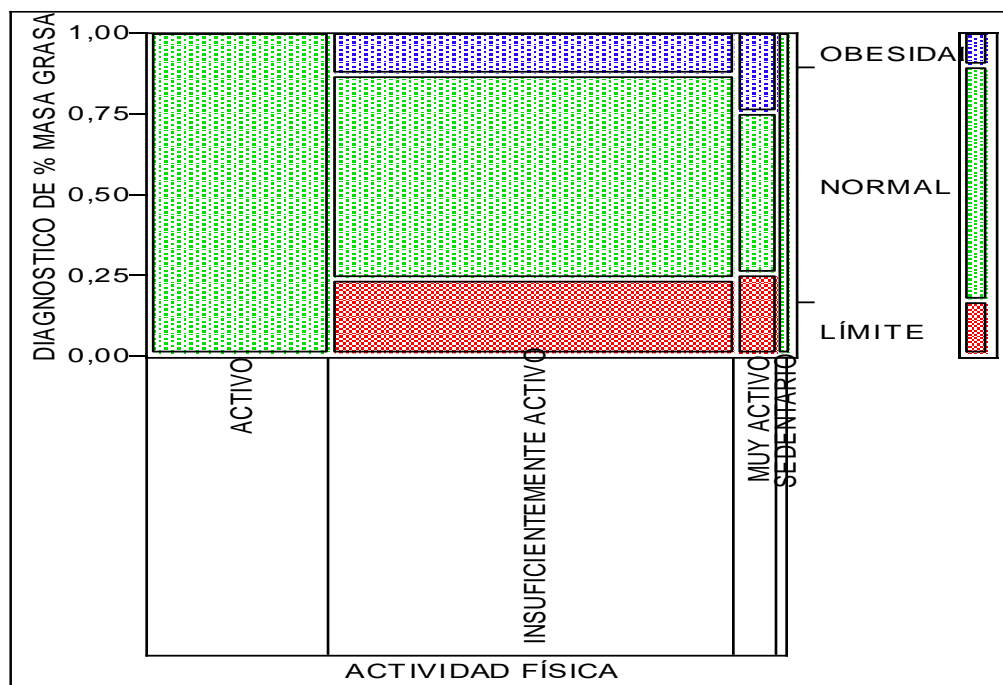 DIAGNOSTICO DE % MASA GRASA
1,00
0,75
0,50
0,25
0,00
OBESIDAI
NORMAL
LÍMITE
ACTIVO
INSUFICIENTEMENTE ACTIVO
MUY ACTIVO
SEDENTARIO
ACTIVIDAD FÍSICA